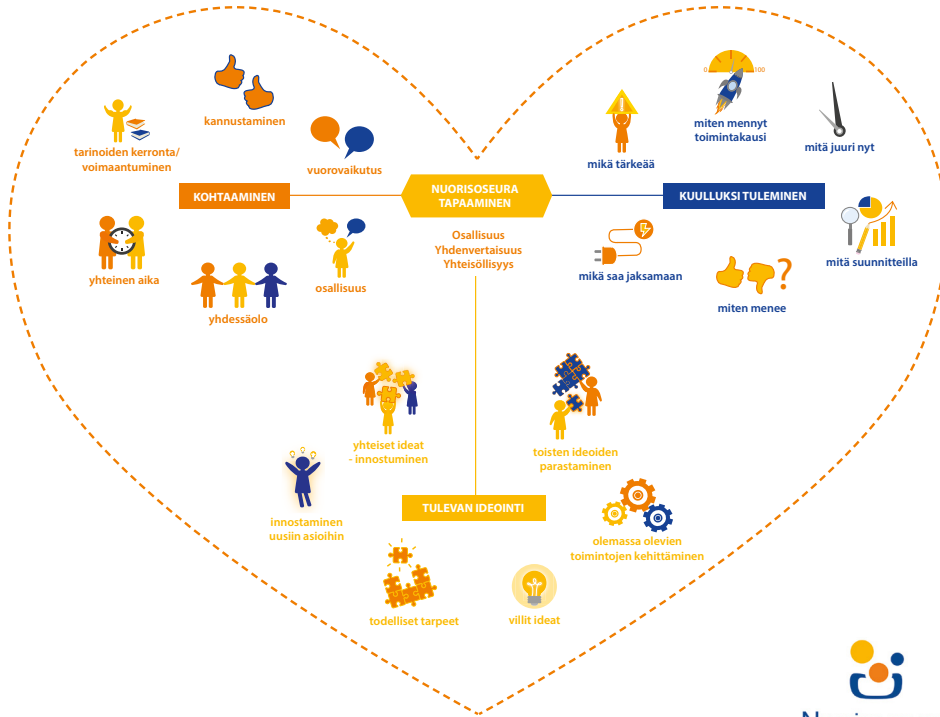 kannustaminen
tarinoiden kerronta/
voimaantuminen
vuorovaikutus
KOHTAAMINEN
yhteinen aika
yhdessäolo
osallisuus
NUORISOSEURA
TAPAAMINEN
Osallisuus
Yhdenvertaisuus
Yhteisöllisyys
mikä tärkeää
0
100
miten mennyt
toimintakausi
mitä juuri nyt
KUULLUKSI TULEMINEN
mikä saa jaksamaan
miten menee
mitä suunnitteilla
yhteiset ideat
- innostuminen
toisten ideoiden
parastaminen
innostaminen
uusiin asioihin
TULEVAN IDEOINTI
olemassa olevien
toimintojen kehittäminen
todelliset tarpeet
villit ideat